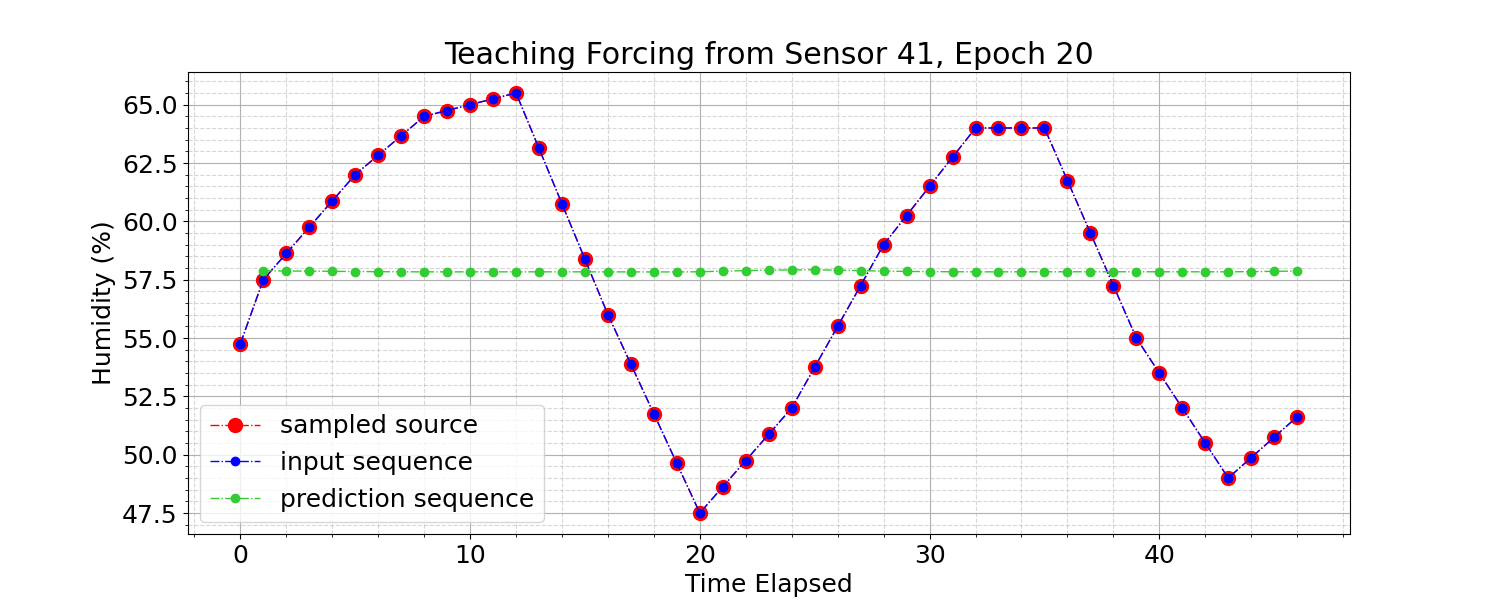 Teaching Forcing from Sensor 41, Epoch 20
Humidity (%)
65.0
62.5
60.0
57.5
55.0
52.5
50.0
47.5
sampled source
input sequence
prediction sequence
0 10 20 30 40
Time Elapsed